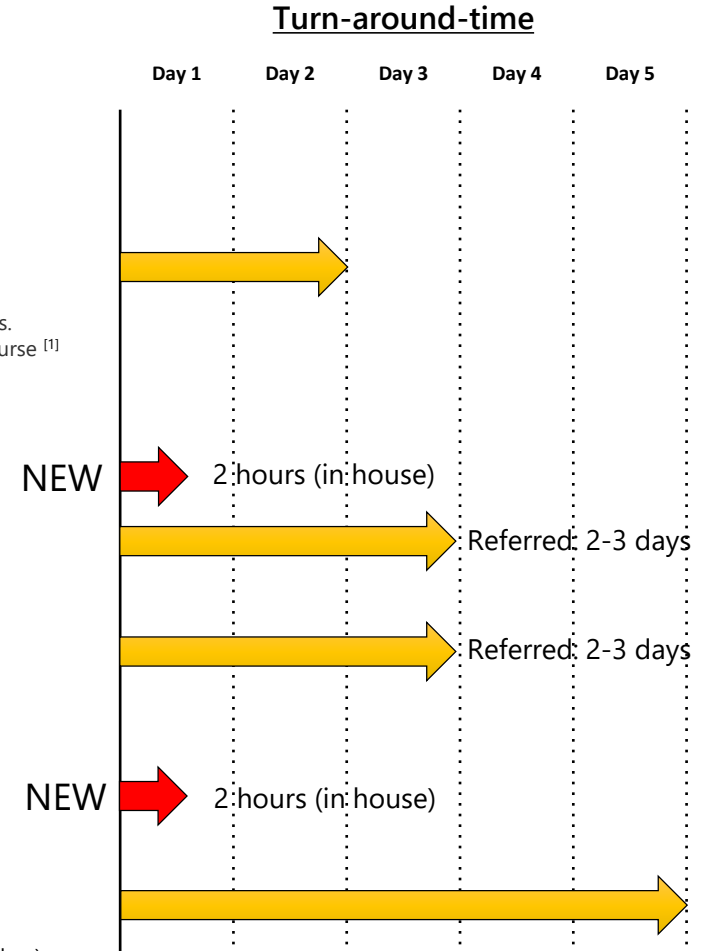 Turn-around-time
Day 1 Day 2 Day 3 Day 4 Day 5
s.
urse [1]
NEW 2 hours (in house)
Referred: 2-3 days
Referred: 2-3 days
NEW 2 hours (in house)